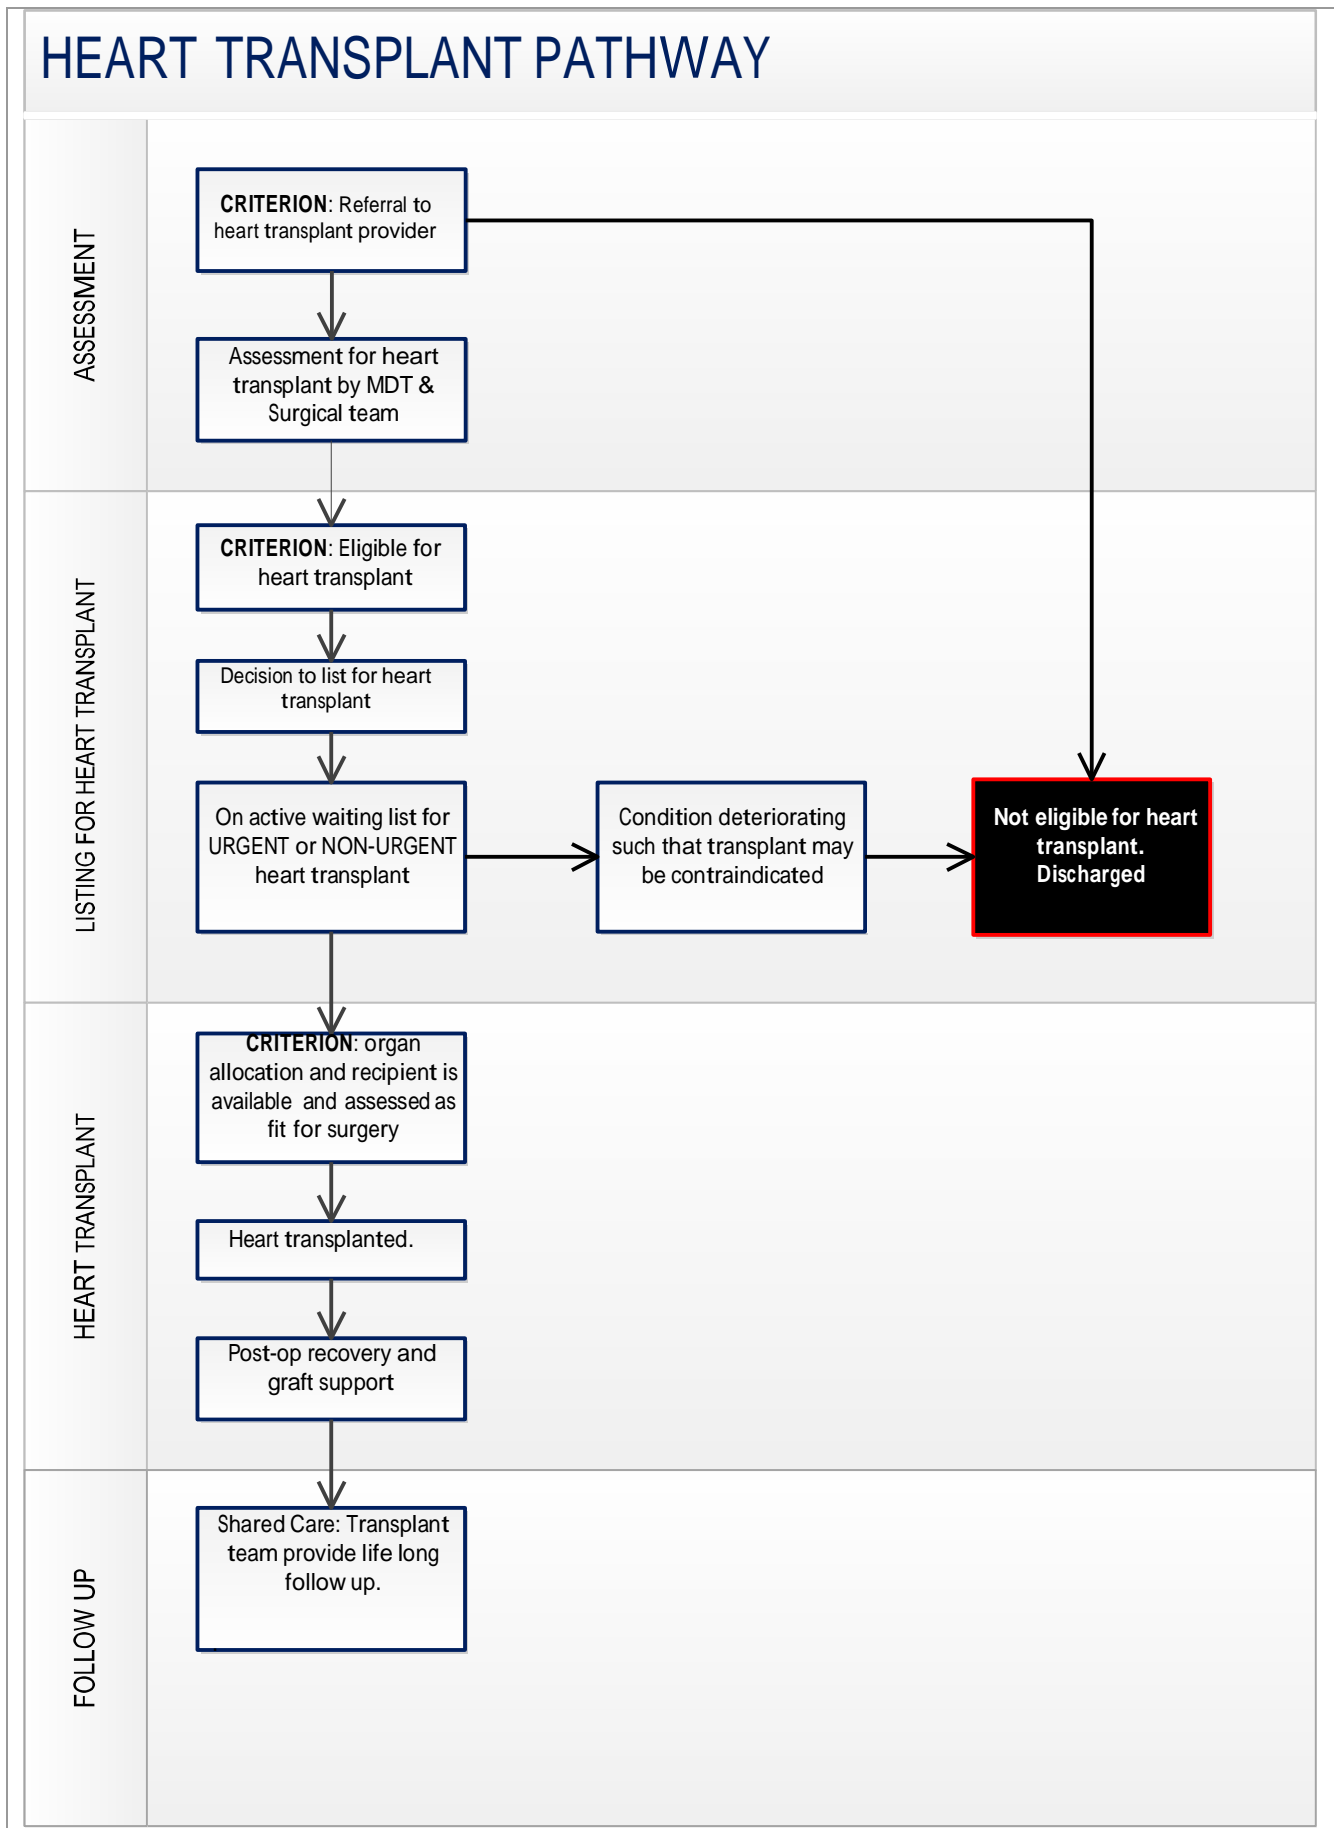 HEART TRANSPLANT PATHWAY
ASSESSMENT
CRITERION: Referral to
heart transplant provider
Assessment for heart
transplant by MDT &
Surgical team
LISTING FOR HEART TRANSPLANT
CRITERION: Eligible for
heart transplant
Decision to list for heart
transplant
On active waiting list for
URGENT or NON-URGENT
heart transplant
Condition deteriorating
such that transplant may
be contraindicated
Not eligible for heart
transplant.
Discharged
HEART TRANSPLANT
CRITERION: organ
allocation and recipient is
available and assessed as
fit for surgery
Heart transplanted.
Post-op recovery and
graft support
FOLLOW UP
Shared Care: Transplant
team provide life long
follow up.